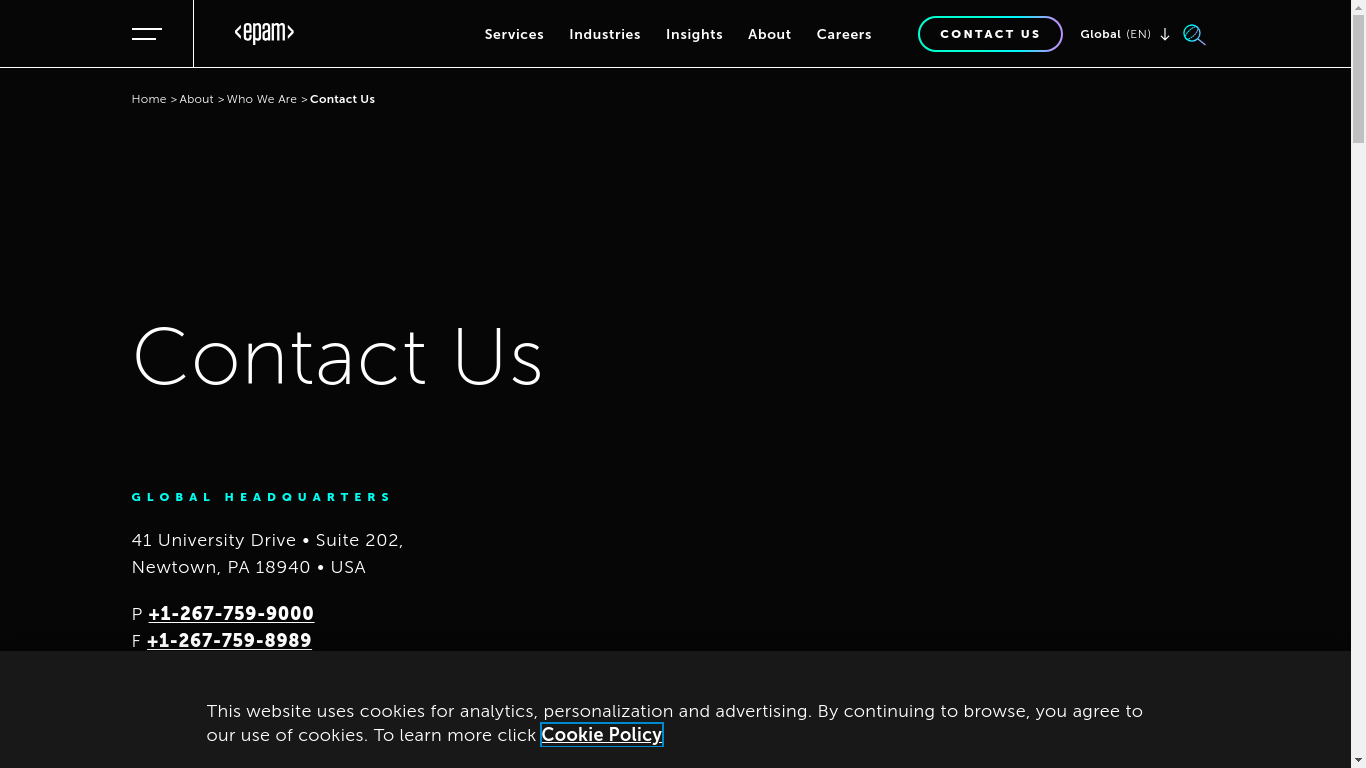 <epam>
Services Industries Insights About Careers CONTACT US Global (EN)
Home > About > Who We Are > Contact Us
Contact Us
GLOBAL HEADQUARTERS
41 University Drive • Suite 202,
Newtown, PA 18940 • USA
P +1-267-759-9000
F +1-267-759-8989
This website uses cookies for analytics, personalization and advertising. By continuing to browse, you agree to
our use of cookies. To learn more click Cookie Policy